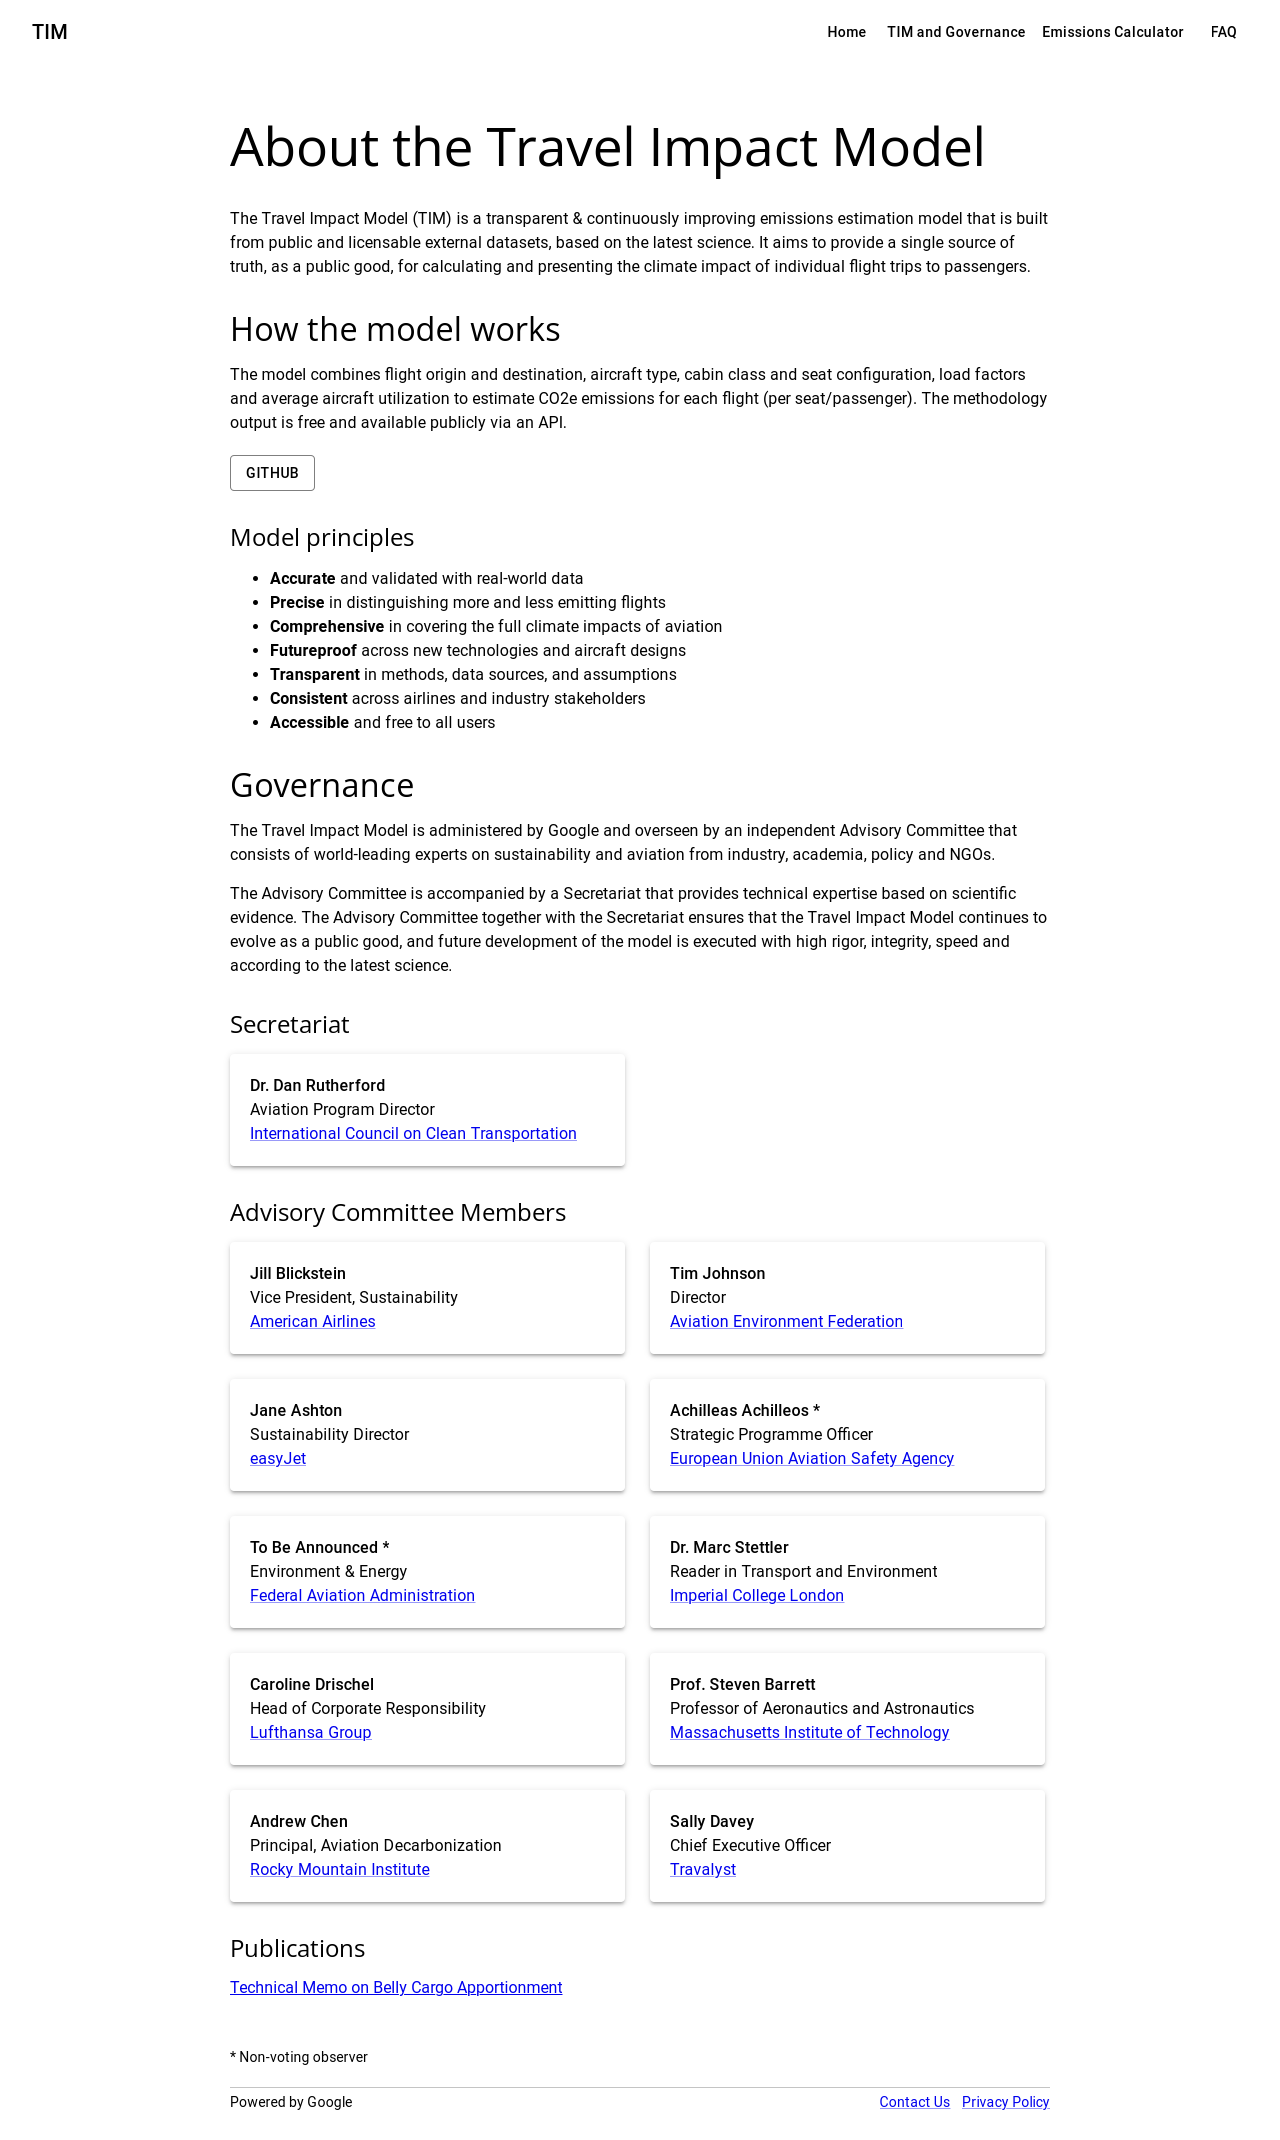 TIM
Home TIM and Governance Emissions Calculator FAQ
About the Travel Impact Model
The Travel Impact Model (TIM) is a transparent & continuously improving emissions estimation model that is built
from public and licensable external datasets, based on the latest science. It aims to provide a single source of
truth, as a public good, for calculating and presenting the climate impact of individual flight trips to passengers.
How the model works
The model combines flight origin and destination, aircraft type, cabin class and seat configuration, load factors
and average aircraft utilization to estimate CO2e emissions for each flight (per seat/passenger). The methodology
output is free and available publicly via an API.
GITHUB
Model principles
• Accurate and validated with real-world data
• Precise in distinguishing more and less emitting flights
• Comprehensive in covering the full climate impacts of aviation
• Futureproof across new technologies and aircraft designs
• Transparent in methods, data sources, and assumptions
• Consistent across airlines and industry stakeholders
• Accessible and free to all users
Governance
The Travel Impact Model is administered by Google and overseen by an independent Advisory Committee that
consists of world-leading experts on sustainability and aviation from industry, academia, policy and NGOs.
The Advisory Committee is accompanied by a Secretariat that provides technical expertise based on scientific
evidence. The Advisory Committee together with the Secretariat ensures that the Travel Impact Model continues to
evolve as a public good, and future development of the model is executed with high rigor, integrity, speed and
according to the latest science.
Secretariat
Dr. Dan Rutherford
Aviation Program Director
International Council on Clean Transportation
Advisory Committee Members
Jill Blickstein
Vice President, Sustainability
American Airlines
Tim Johnson
Director
Aviation Environment Federation
Jane Ashton
Sustainability Director
easyJet
Achilleas Achilleos *
Strategic Programme Officer
European Union Aviation Safety Agency
To Be Announced *
Environment & Energy
Federal Aviation Administration
Dr. Marc Stettler
Reader in Transport and Environment
Imperial College London
Caroline Drischel
Head of Corporate Responsibility
Lufthansa Group
Prof. Steven Barrett
Professor of Aeronautics and Astronautics
Massachusetts Institute of Technology
Andrew Chen
Principal, Aviation Decarbonization
Rocky Mountain Institute
Sally Davey
Chief Executive Officer
Travalyst
Publications
Technical Memo on Belly Cargo Apportionment
* Non-voting observer
Powered by Google
Contact Us Privacy Policy